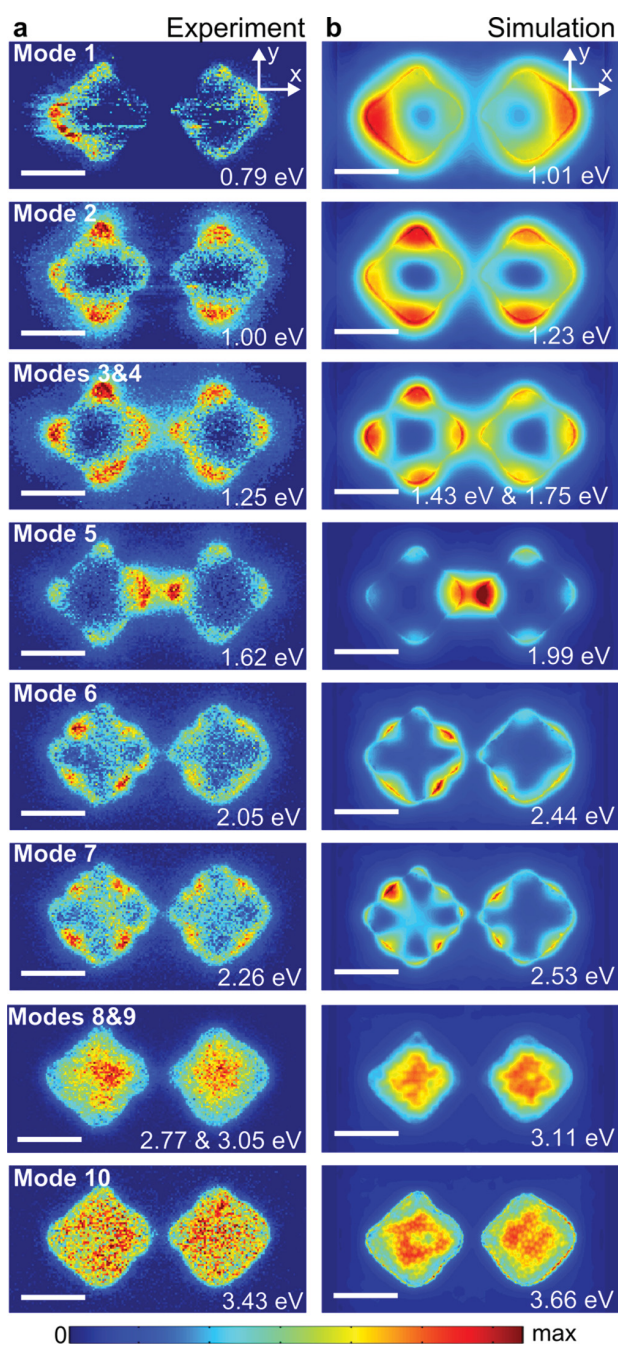 a Experiment b Simulation
Mode 1 y x 0.79 eV y x 1.01 eV
Mode 2 1.00 eV 1.23 eV
Modes 3&4 1.25 eV 1.43 eV & 1.75 eV
Mode 5 1.62 eV 1.99 eV
Mode 6 2.05 eV 2.44 eV
Mode 7 2.26 eV 2.53 eV
Modes 8&9 2.77 & 3.05 eV 3.11 eV
Mode 10 3.43 eV 3.66 eV
0 max